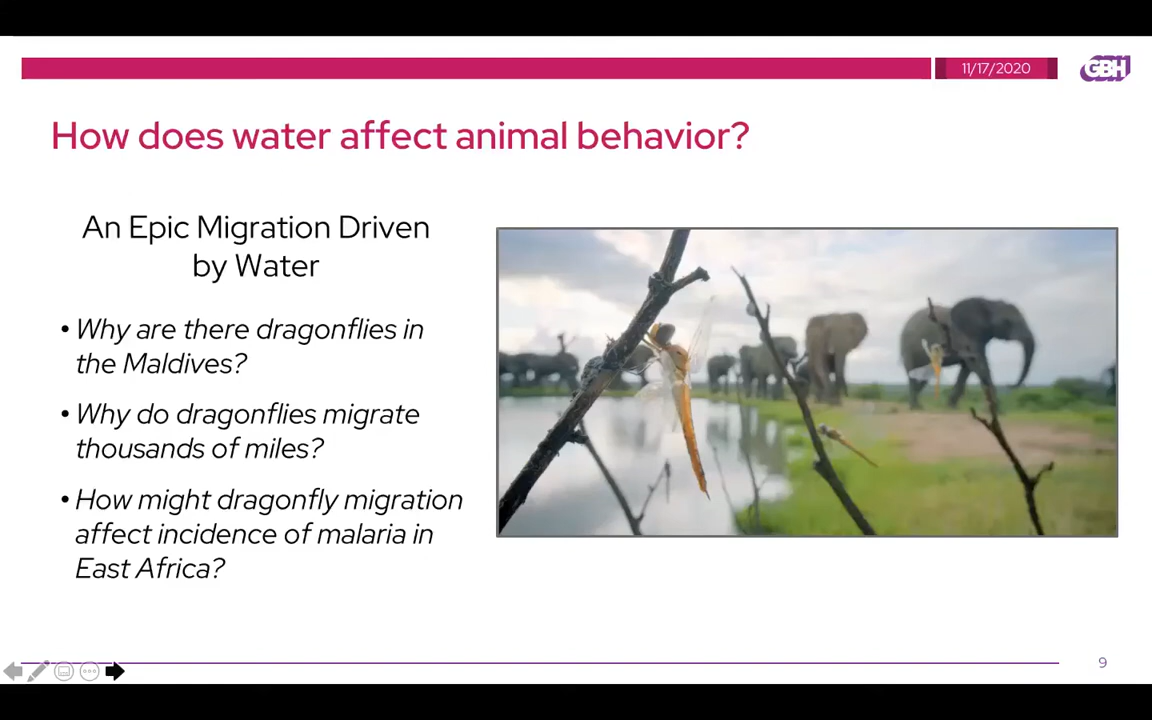 11/17/2020
GBH
How does water affect animal behavior?
An Epic Migration Driven
by Water
• Why are there dragonflies in
the Maldives?
• Why do dragonflies migrate
thousands of miles?
• How might dragonfly migration
affect incidence of malaria in
East Africa?
9